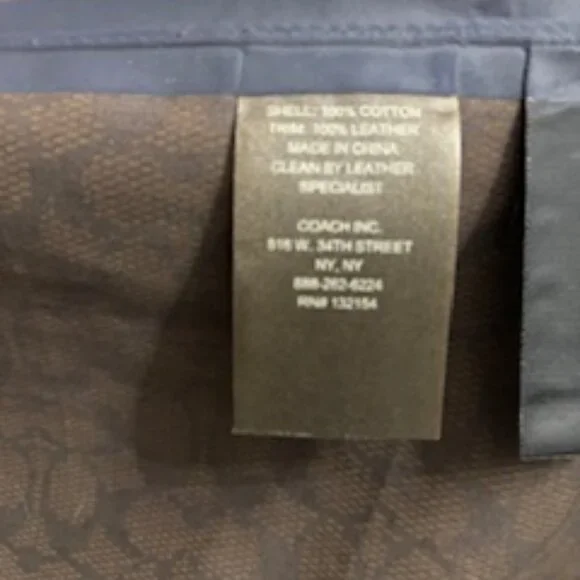 SHELL: 100% COTTON
TRIM: 100% LEATHER
MADE IN CHINA
CLEAN BY LEATHER
SPECIALIST
COACH INC.
516 W. 34TH STREET
NY, NY
888-262-6224
RN# 132154